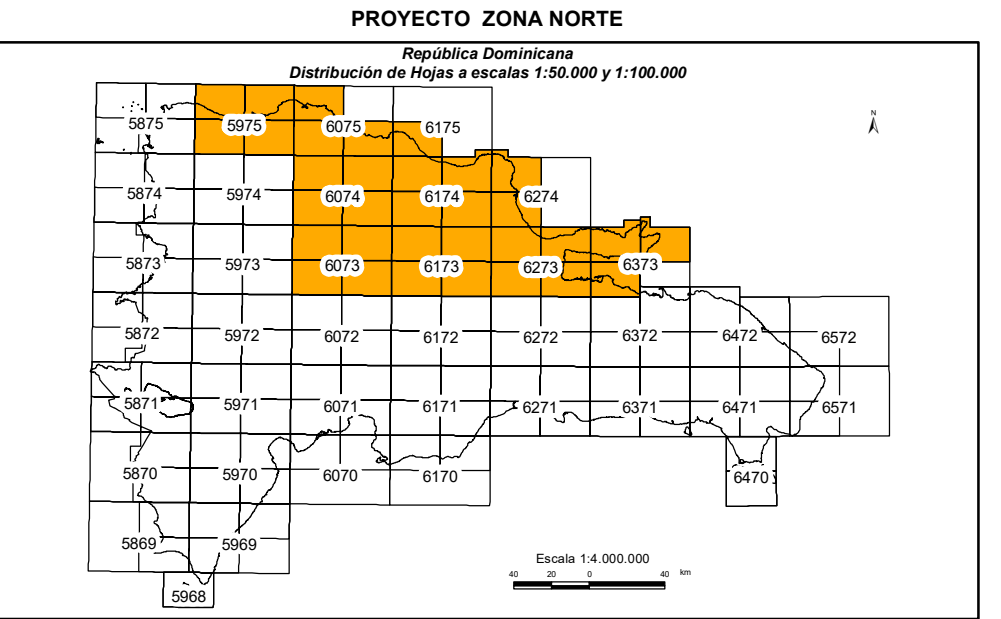 PROYECTO ZONA NORTE
República Dominicana
Distribución de Hojas a escalas 1:50.000 y 1:100.000
N
5875 5975 6075 6175
5874 5974 6074 6174 6274
5873 5973 6073 6173 6273 6373
5872 5972 6072 6172 6272 6372 6472 6572
5871 5971 6071 6171 6271 6371 6471 6571
5870 5970 6070 6170 6470
5869 5969
Escala 1:4.000.000
40 20 0 40 km
5968